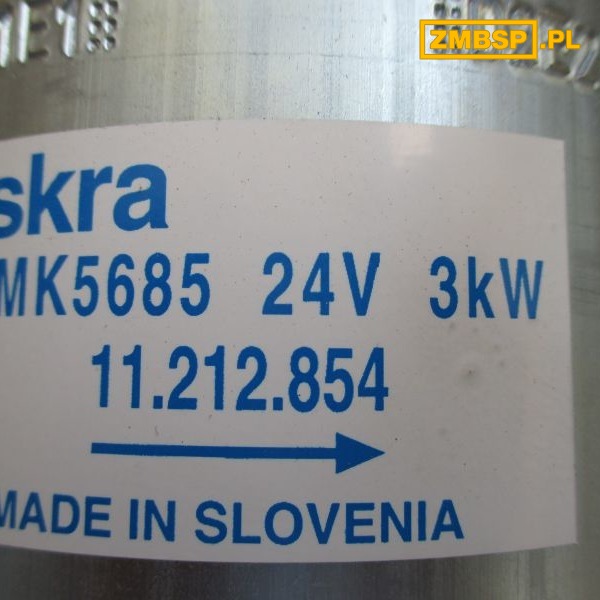 ZMBSP.PL
skra
MK5685 24V 3kW
11.212.854
MADE IN SLOVENIA